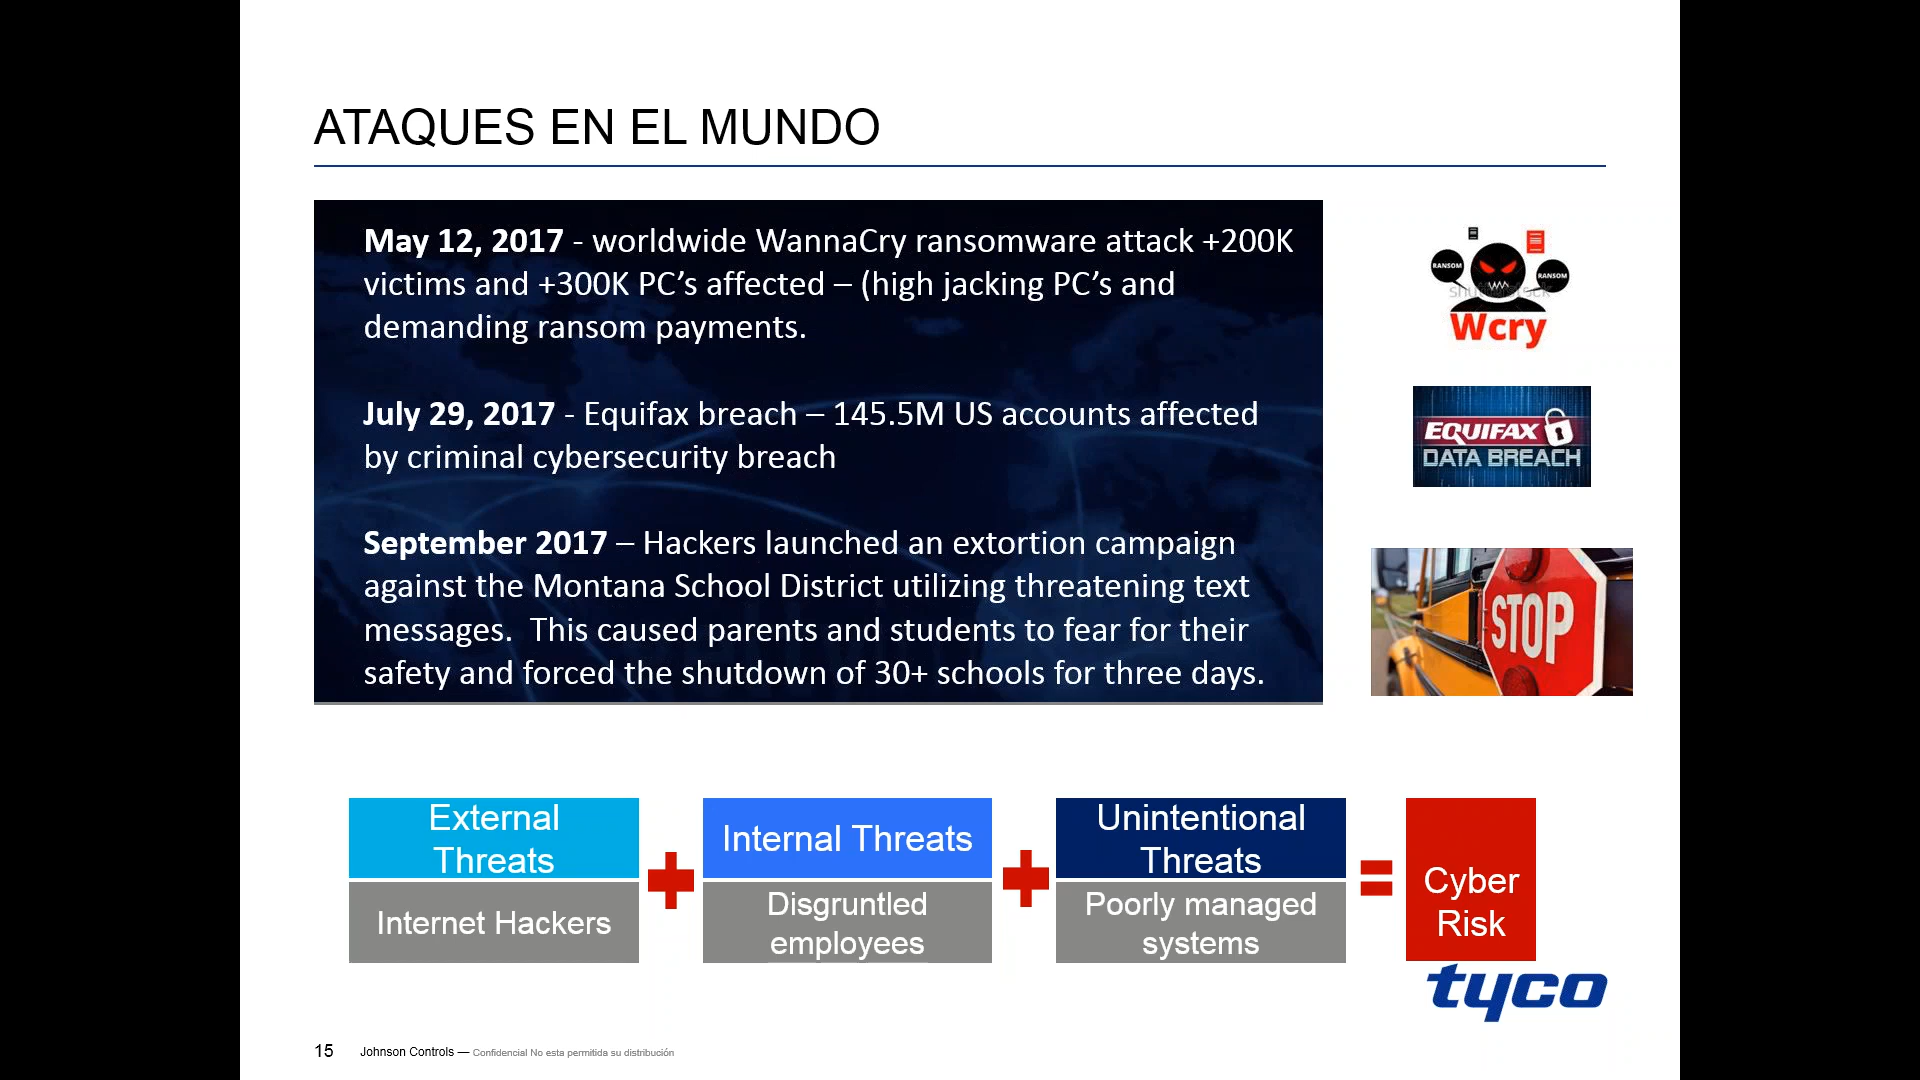 ATAQUES EN EL MUNDO
May 12, 2017 - worldwide WannaCry ransomware attack +200K
victims and +300K PC’s affected – (high jacking PC’s and
demanding ransom payments.
July 29, 2017 - Equifax breach – 145.5M US accounts affected
by criminal cybersecurity breach
September 2017 – Hackers launched an extortion campaign
against the Montana School District utilizing threatening text
messages.  This caused parents and students to fear for their
safety and forced the shutdown of 30+ schools for three days.
RANSOM
RANSOM
shutterstock
Wcry
EQUIFAX
DATA BREACH
STOP
External
Threats
Internet Hackers
Internal Threats
Disgruntled
employees
Unintentional
Threats
Poorly managed
systems
Cyber
Risk
tyco
15 Johnson Controls — Confidencial No esta permitida su distribución